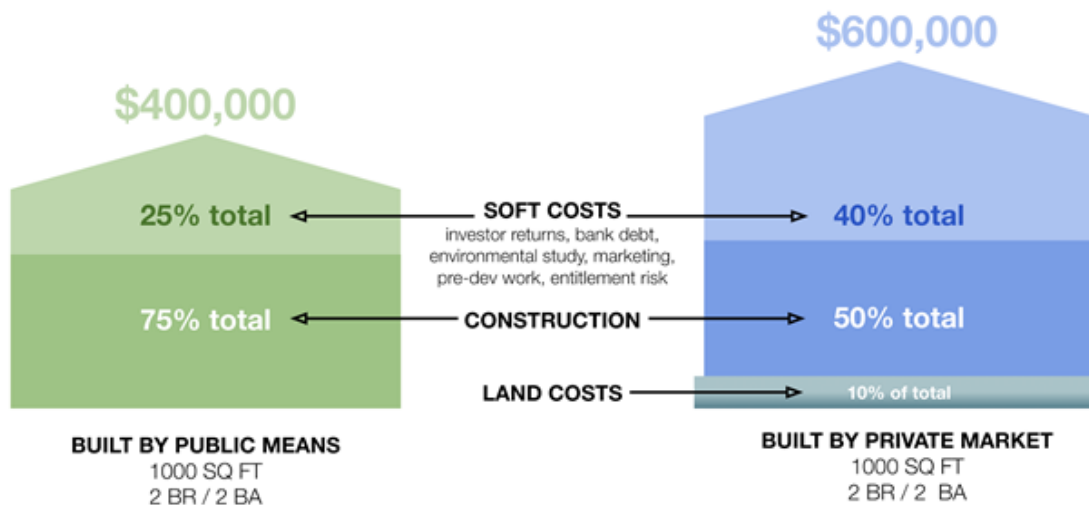 $600,000
$400,000
25% total
SOFT COSTS
investor returns, bank debt,
environmental study, marketing,
pre-dev work, entitlement risk
40% total
75% total
CONSTRUCTION
50% total
LAND COSTS
10% of total
BUILT BY PUBLIC MEANS
1000 SQ FT
2 BR / 2 BA
BUILT BY PRIVATE MARKET
1000 SQ FT
2 BR / 2 BA